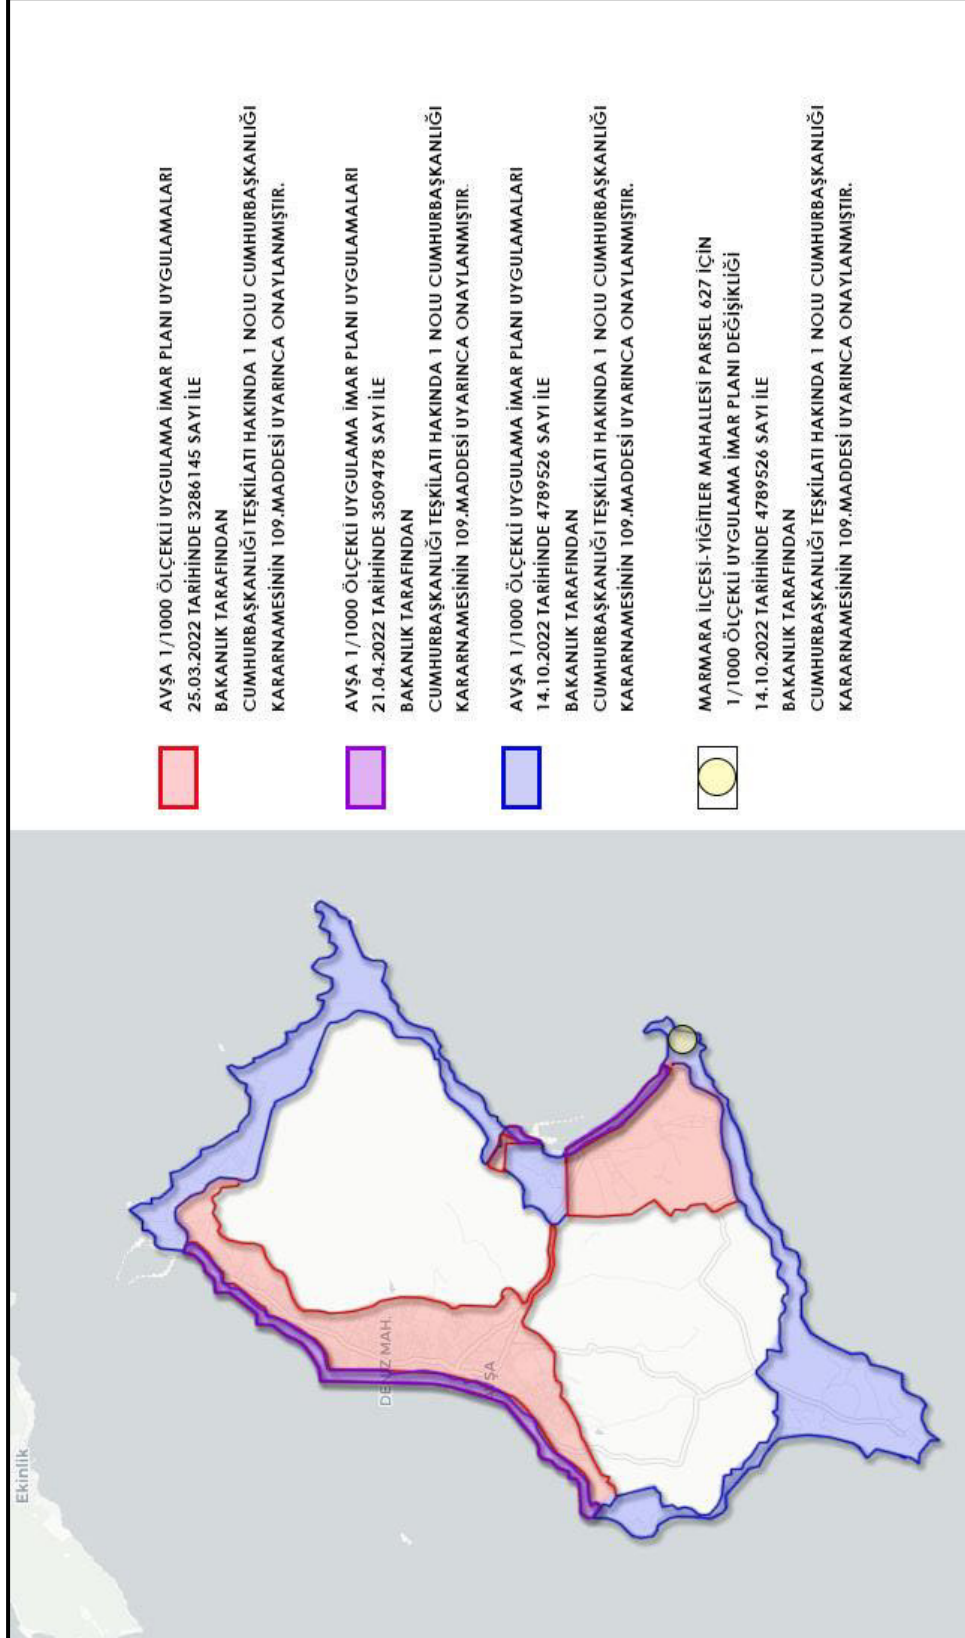 AVŞA 1/1000 ÖLÇEKLİ UYGULAMA İMAR PLANI UYGULAMALARI
25.03.2022 TARİHİNDE 3286145 SAYI İLE
BAKANLIK TARAFINDAN
CUMHURBAŞKANLIĞI TEŞKİLATI HAKINDA 1 NOLU CUMHURBAŞKANLIĞI
KARARNAMESİNİN 109.MADDESİ UYARINCA ONAYLANMIŞTIR.
AVŞA 1/1000 ÖLÇEKLİ UYGULAMA İMAR PLANI UYGULAMALARI
21.04.2022 TARİHİNDE 3509478 SAYI İLE
BAKANLIK TARAFINDAN
CUMHURBAŞKANLIĞI TEŞKİLATI HAKINDA 1 NOLU CUMHURBAŞKANLIĞI
KARARNAMESİNİN 109.MADDESİ UYARINCA ONAYLANMIŞTIR.
AVŞA 1/1000 ÖLÇEKLİ UYGULAMA İMAR PLANI UYGULAMALARI
14.10.2022 TARİHİNDE 4789526 SAYI İLE
BAKANLIK TARAFINDAN
CUMHURBAŞKANLIĞI TEŞKİLATI HAKINDA 1 NOLU CUMHURBAŞKANLIĞI
KARARNAMESİNİN 109.MADDESİ UYARINCA ONAYLANMIŞTIR.
MARMARA İLÇESİ-YİĞİTLER MAHALLESİ PARSEL 627 İÇİN
1/1000 ÖLÇEKLİ UYGULAMA İMAR PLANI DEĞİŞİKLİĞİ
14.10.2022 TARİHİNDE 4789526 SAYI İLE
BAKANLIK TARAFINDAN
CUMHURBAŞKANLIĞI TEŞKİLATI HAKINDA 1 NOLU CUMHURBAŞKANLIĞI
KARARNAMESİNİN 109.MADDESİ UYARINCA ONAYLANMIŞTIR.
Ekinlik
DENİZ MAH.
AVŞA